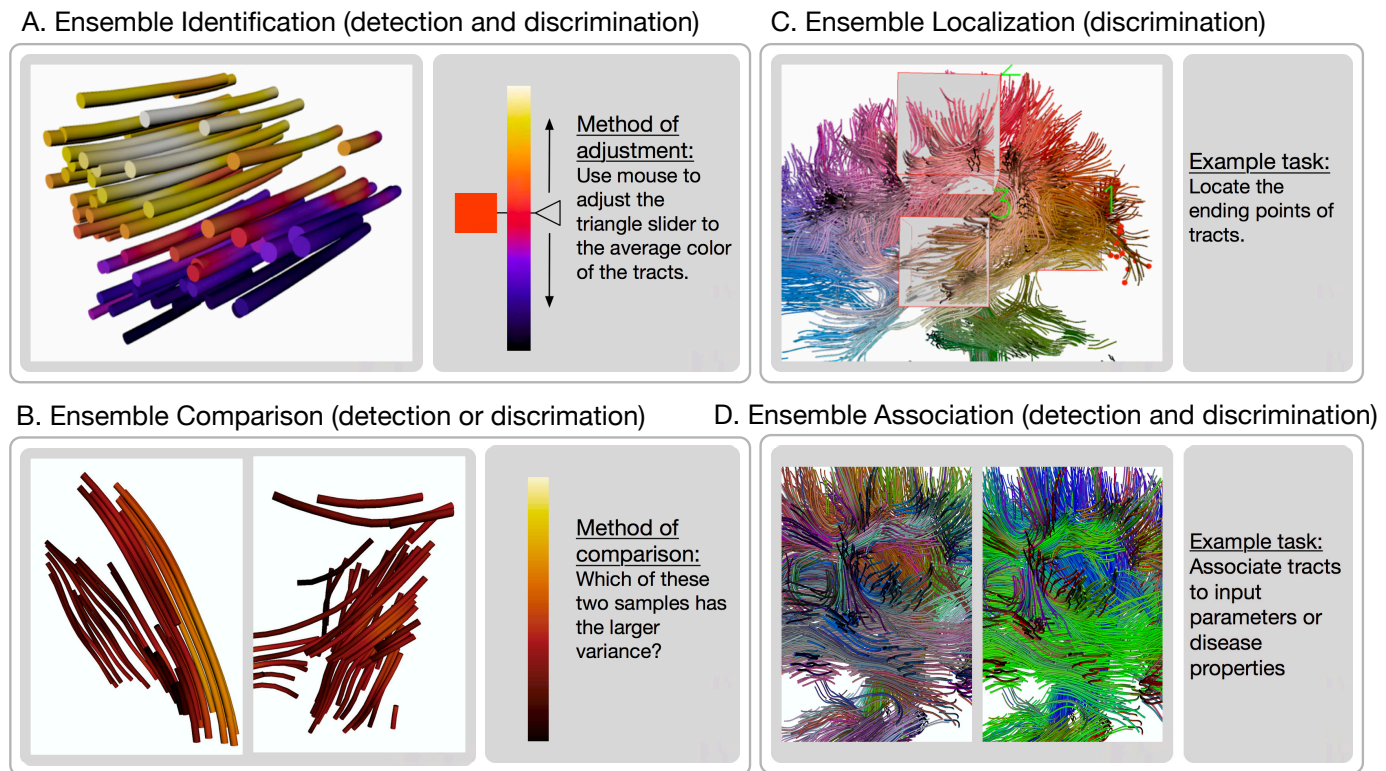 A. Ensemble Identification (detection and discrimination)
Method of
adjustment:
Use mouse to
adjust the
triangle slider to
the average color
of the tracts.
C. Ensemble Localization (discrimination)
3
1
Example task:
Locate the
ending points of
tracts.
B. Ensemble Comparison (detection or discrimation)
Method of
comparison:
Which of these
two samples has
the larger
variance?
D. Ensemble Association (detection and discrimination)
Example task:
Associate tracts
to input
parameters or
disease
properties